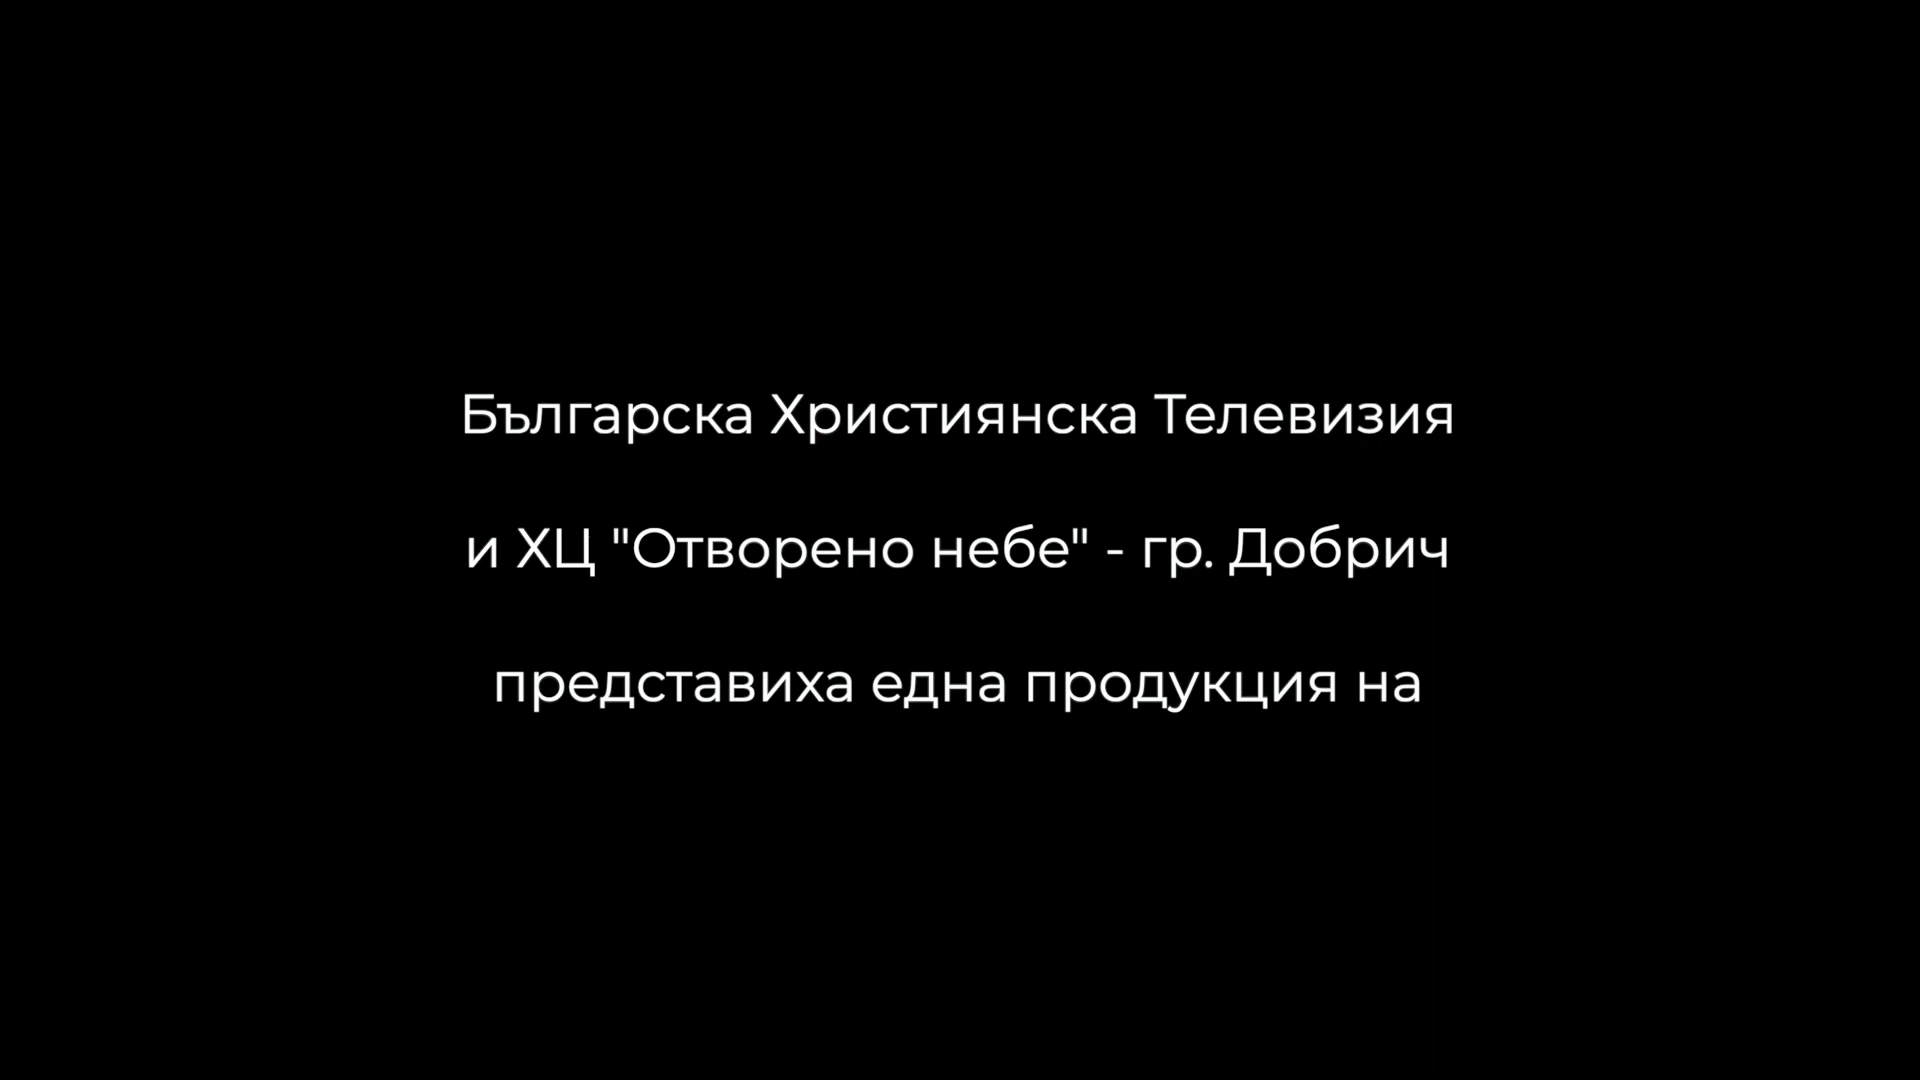 Българска Християнска Телевизия
и ХЦ "Отворено небе" - гр. Добрич
представиха една продукция на